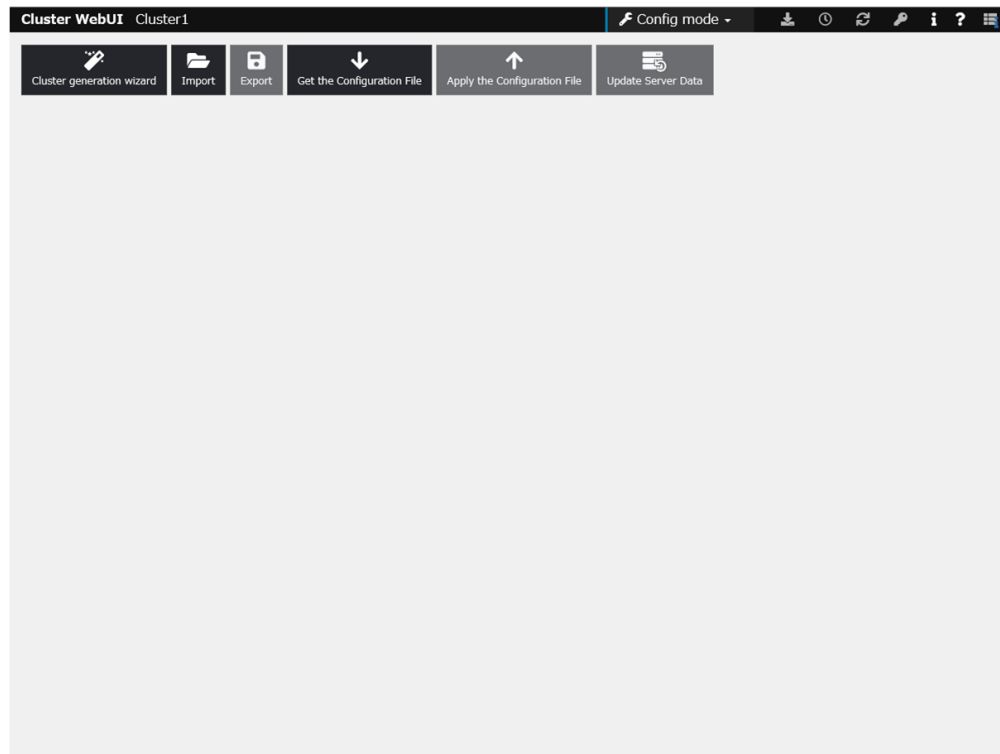 Cluster WebUI Cluster1 Config mode
Cluster generation wizard Import Export Get the Configuration File Apply the Configuration File Update Server Data